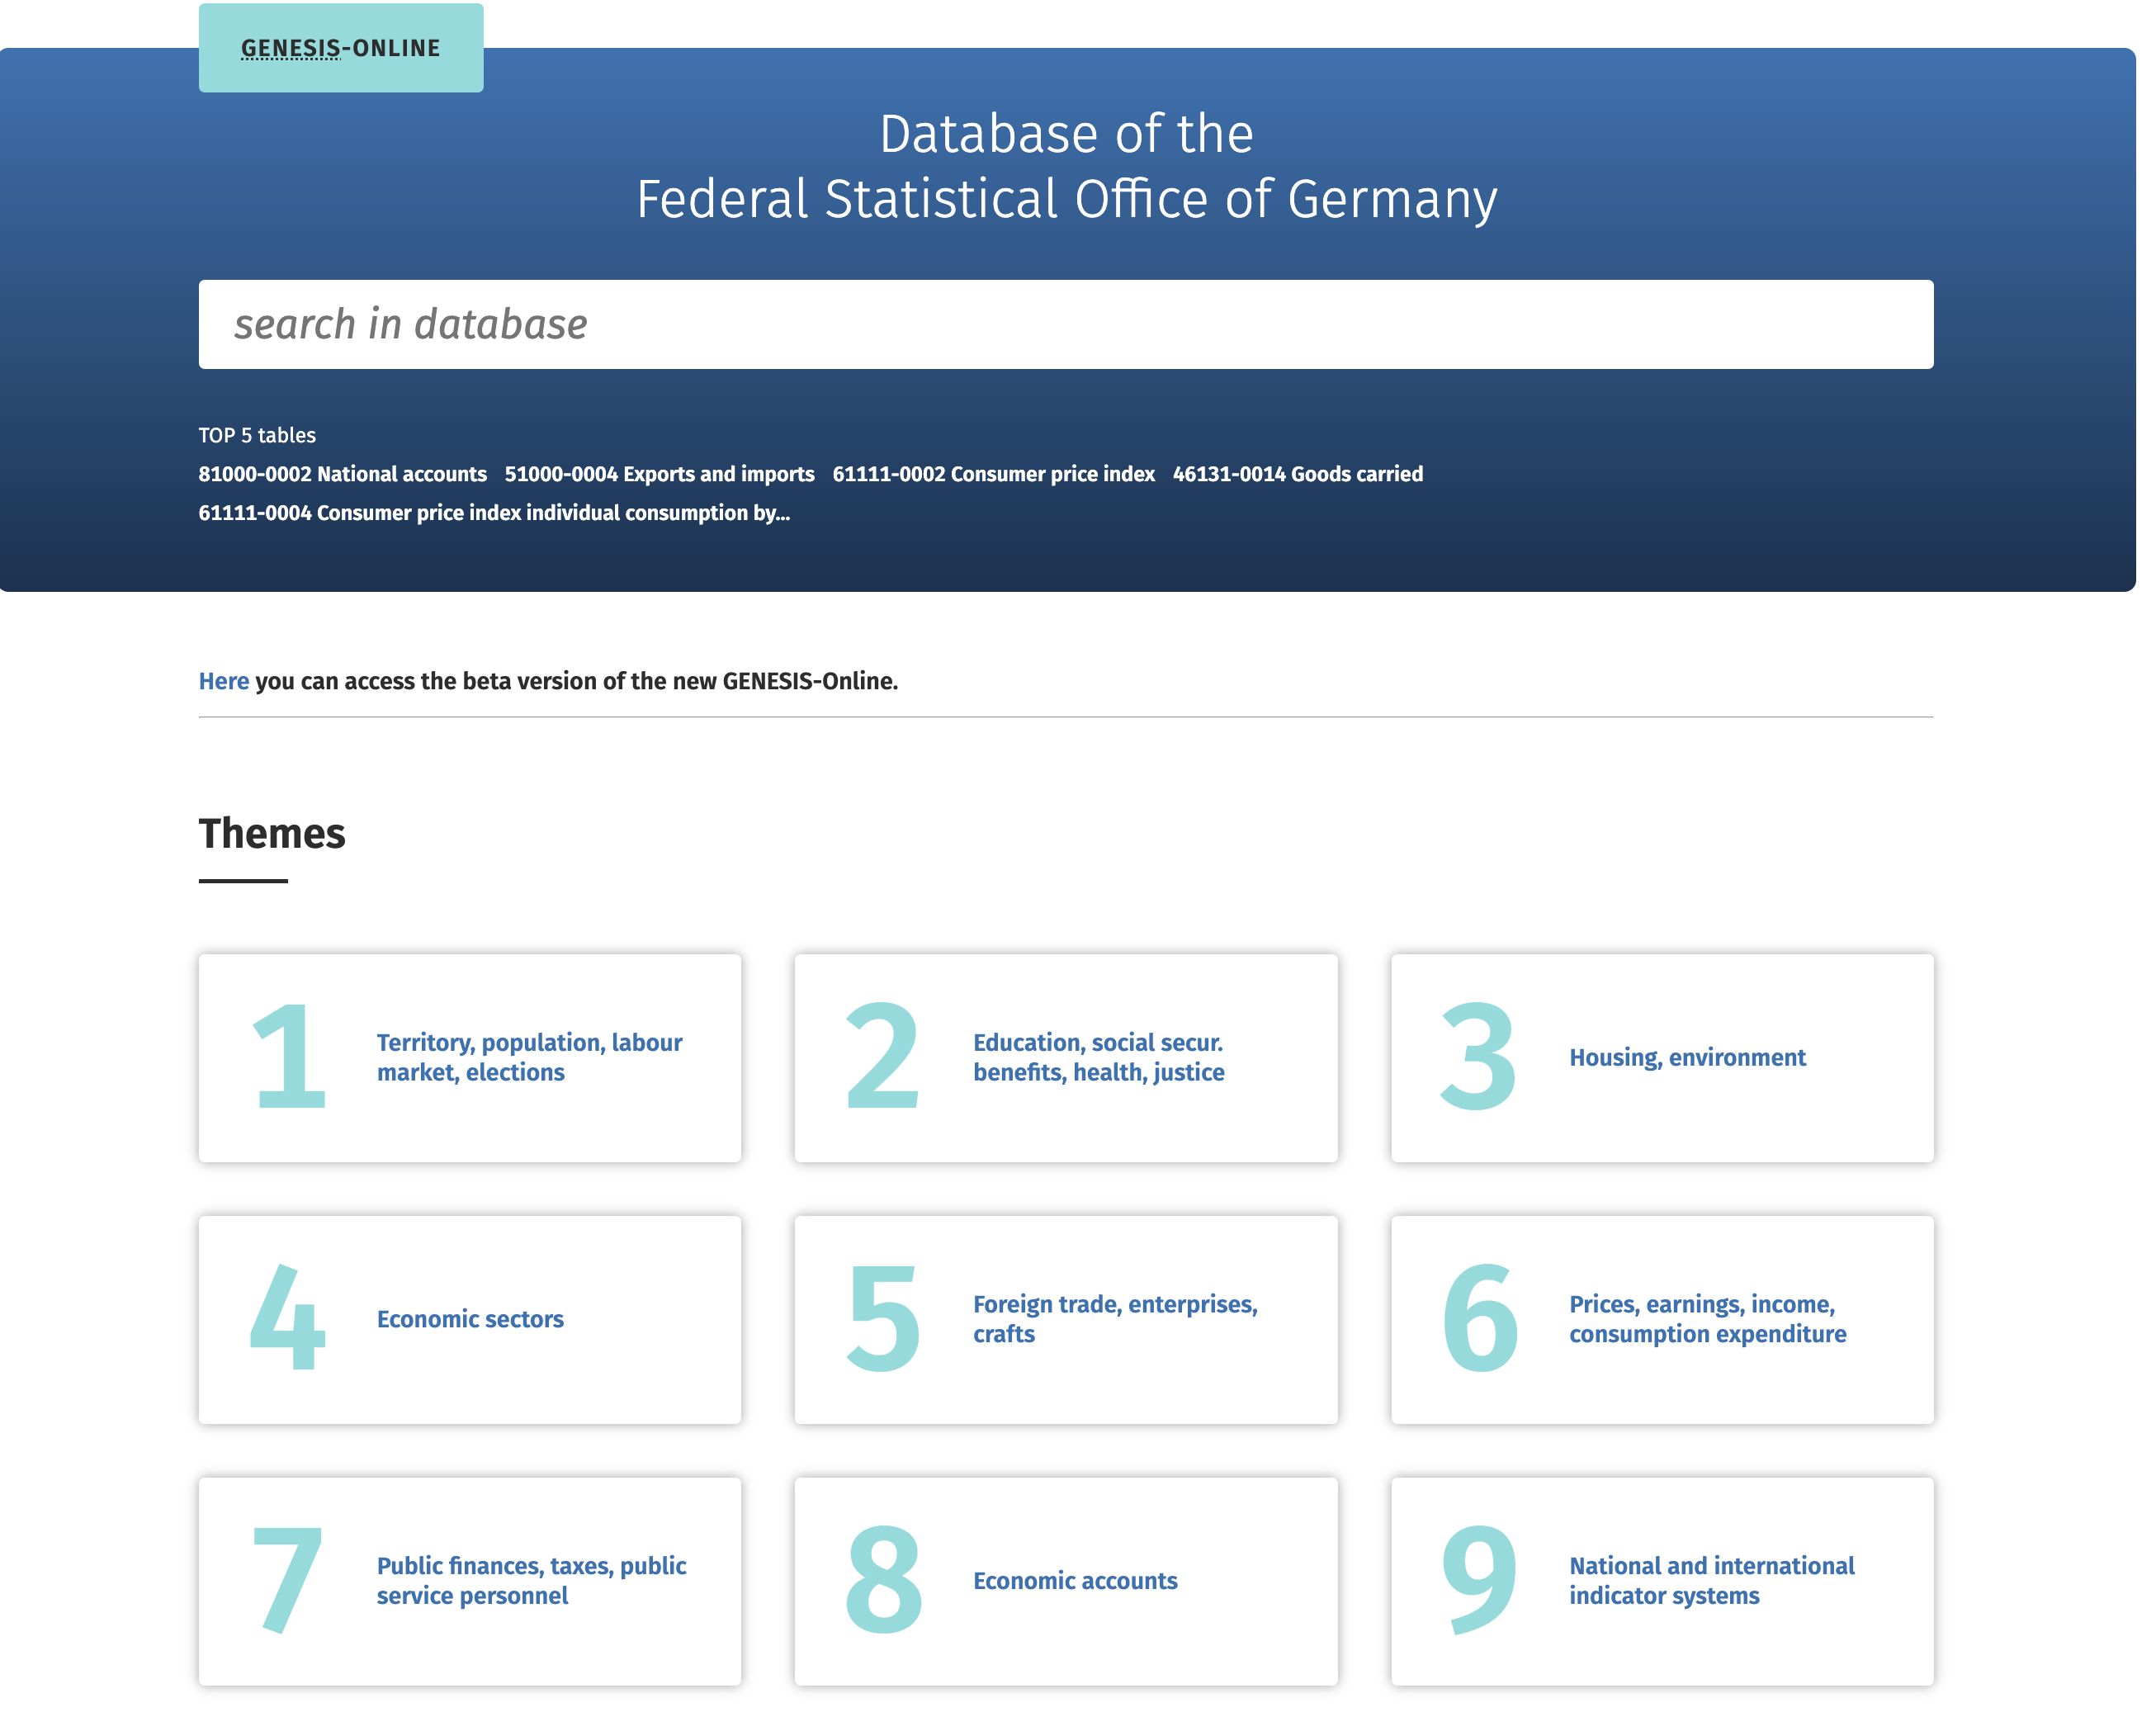 GENESIS-ONLINE
Database of the
Federal Statistical Office of Germany
search in database
TOP 5 tables
81000-0002 National accounts 51000-0004 Exports and imports 61111-0002 Consumer price index 46131-0014 Goods carried
61111-0004 Consumer price index individual consumption by...
Here you can access the beta version of the new GENESIS-Online.
Themes
1
Territory, population, labour
market, elections
2
Education, social secur.
benefits, health, justice
3
Housing, environment
4
Economic sectors
5
Foreign trade, enterprises,
crafts
6
Prices, earnings, income,
consumption expenditure
7
Public finances, taxes, public
service personnel
8
Economic accounts
9
National and international
indicator systems